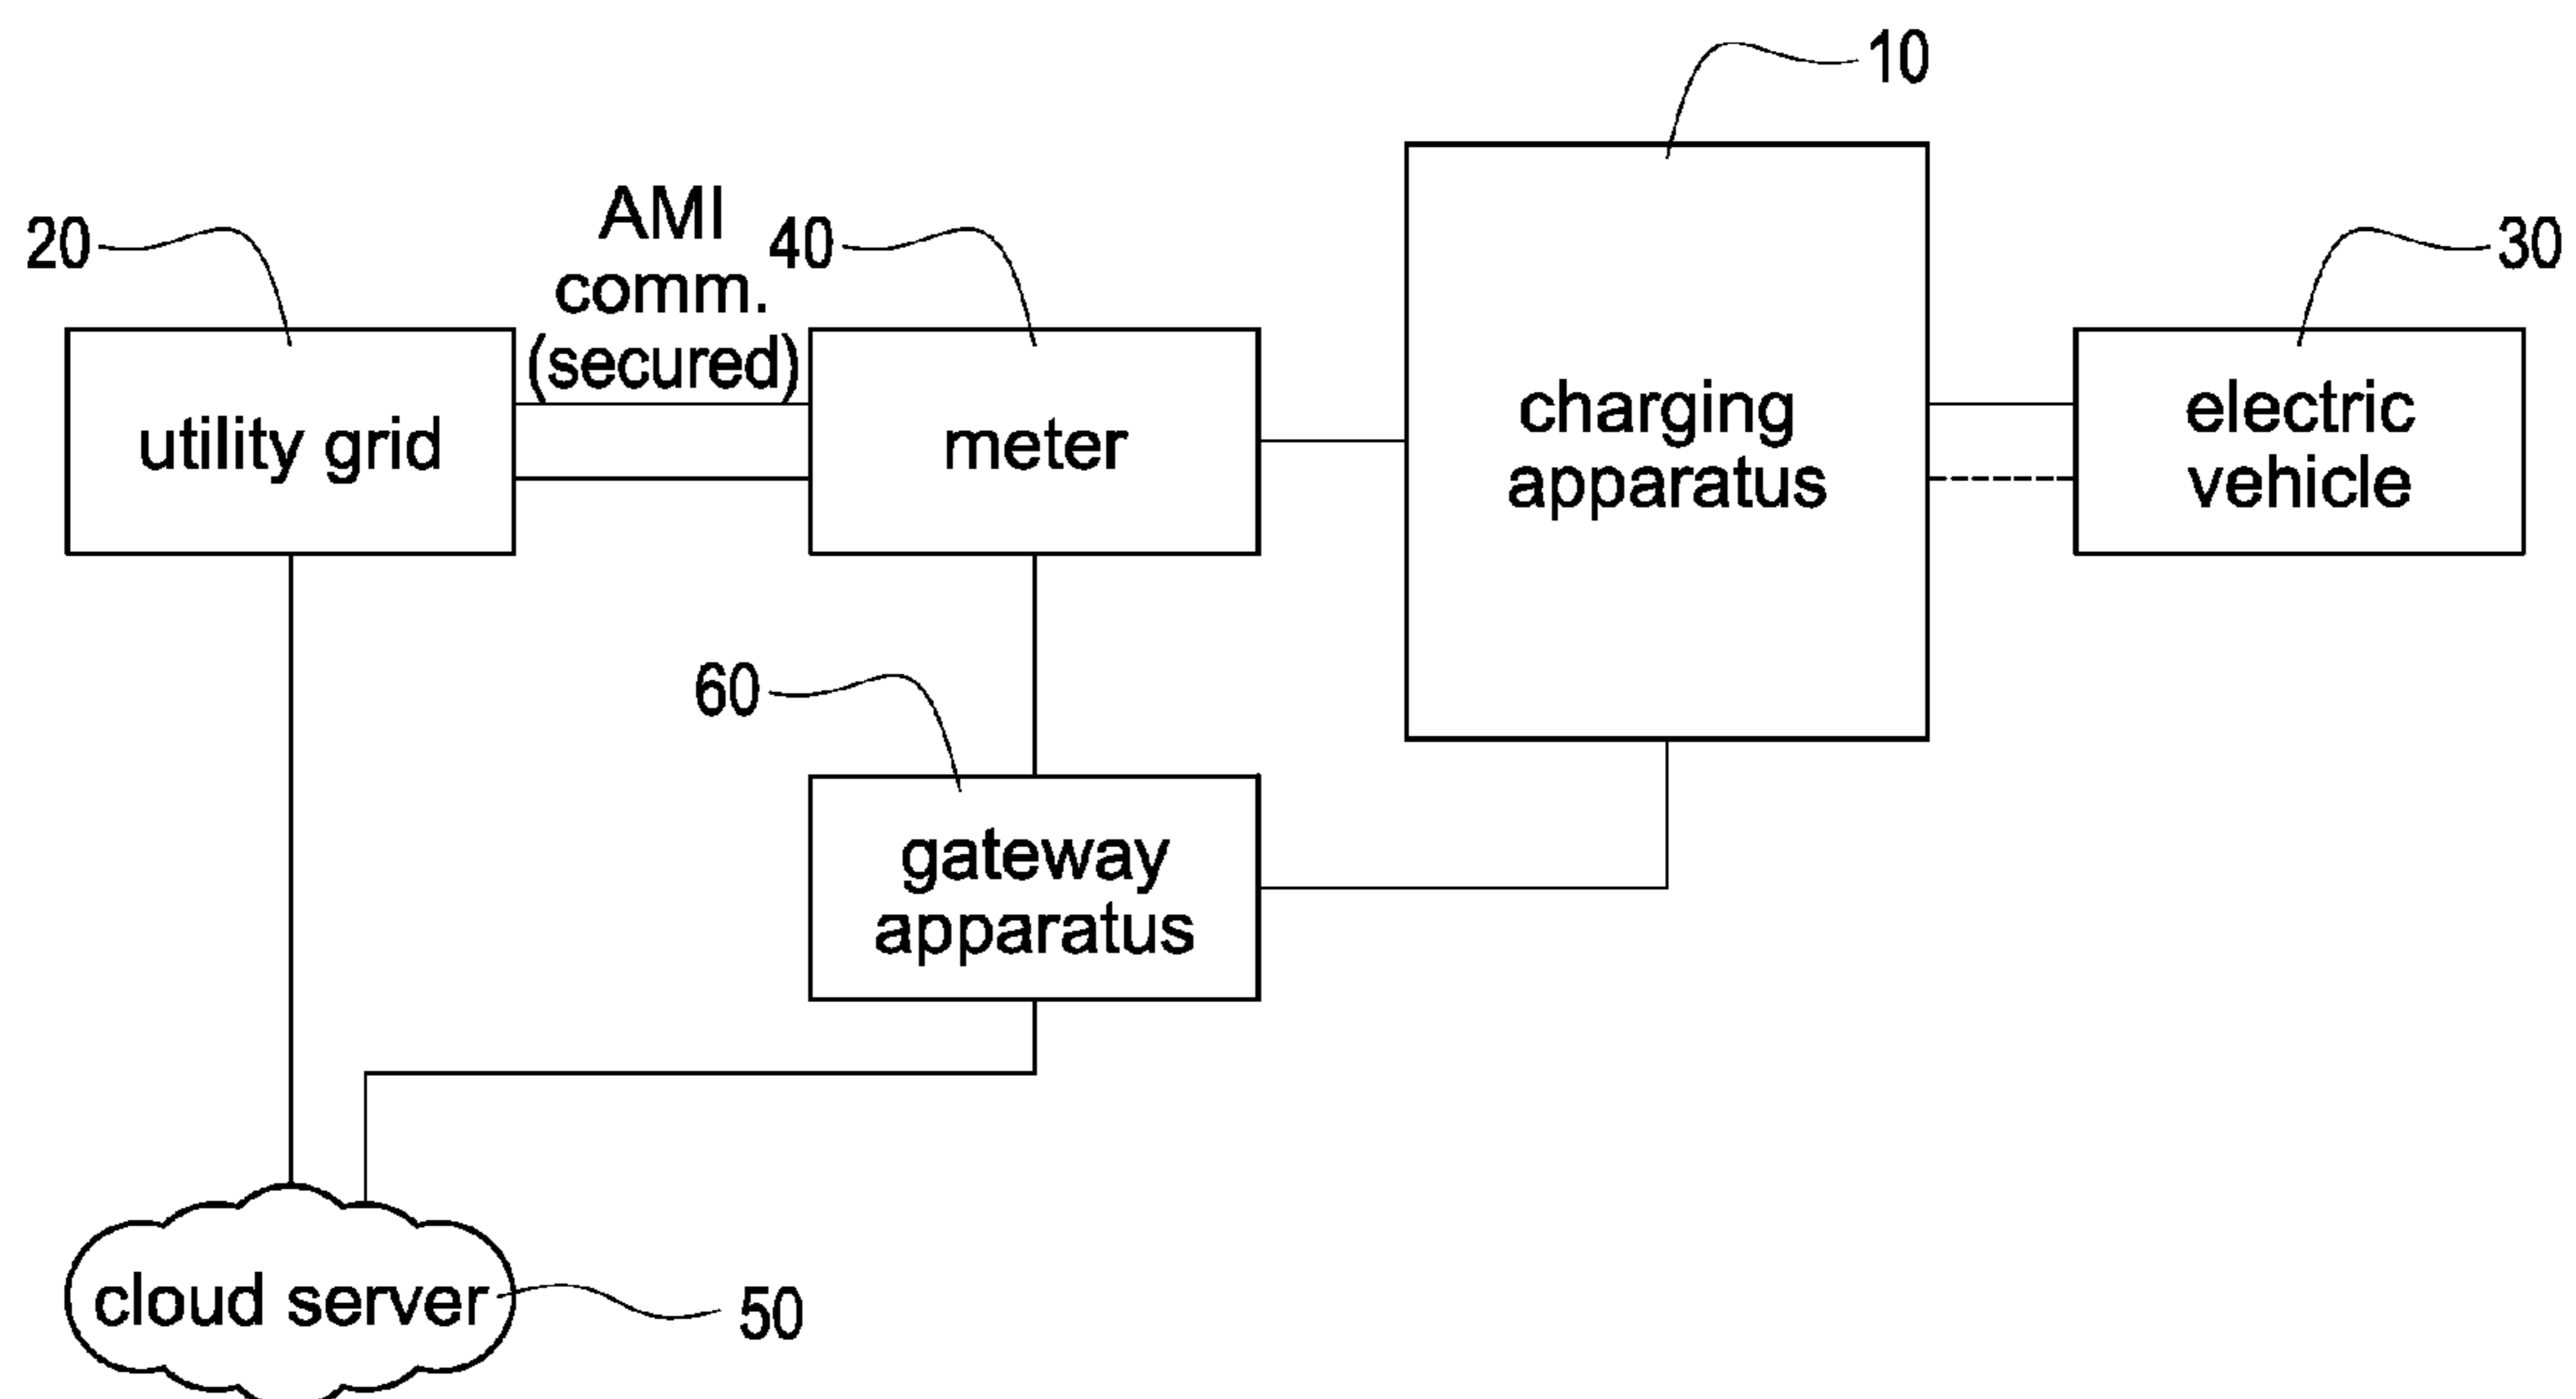 10
20
AMI
comm.
(secured)
40
30
utility grid
meter
charging
apparatus
electric
vehicle
60
gateway
apparatus
cloud server
50